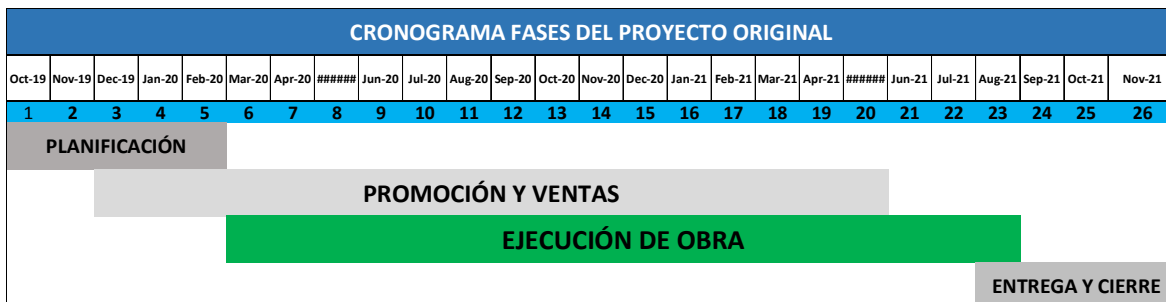 CRONOGRAMA FASES DEL PROYECTO ORIGINAL
Oct-19 Nov-19 Dec-19 Jan-20 Feb-20 Mar-20 Apr-20 ###### Jun-20 Jul-20 Aug-20 Sep-20 Oct-20 Nov-20 Dec-20 Jan-21 Feb-21 Mar-21 Apr-21 ###### Jun-21 Jul-21 Aug-21 Sep-21 Oct-21 Nov-21
1 2 3 4 5 6 7 8 9 10 11 12 13 14 15 16 17 18 19 20 21 22 23 24 25 26
PLANIFICACIÓN
PROMOCIÓN Y VENTAS
EJECUCIÓN DE OBRA
ENTREGA Y CIERRE